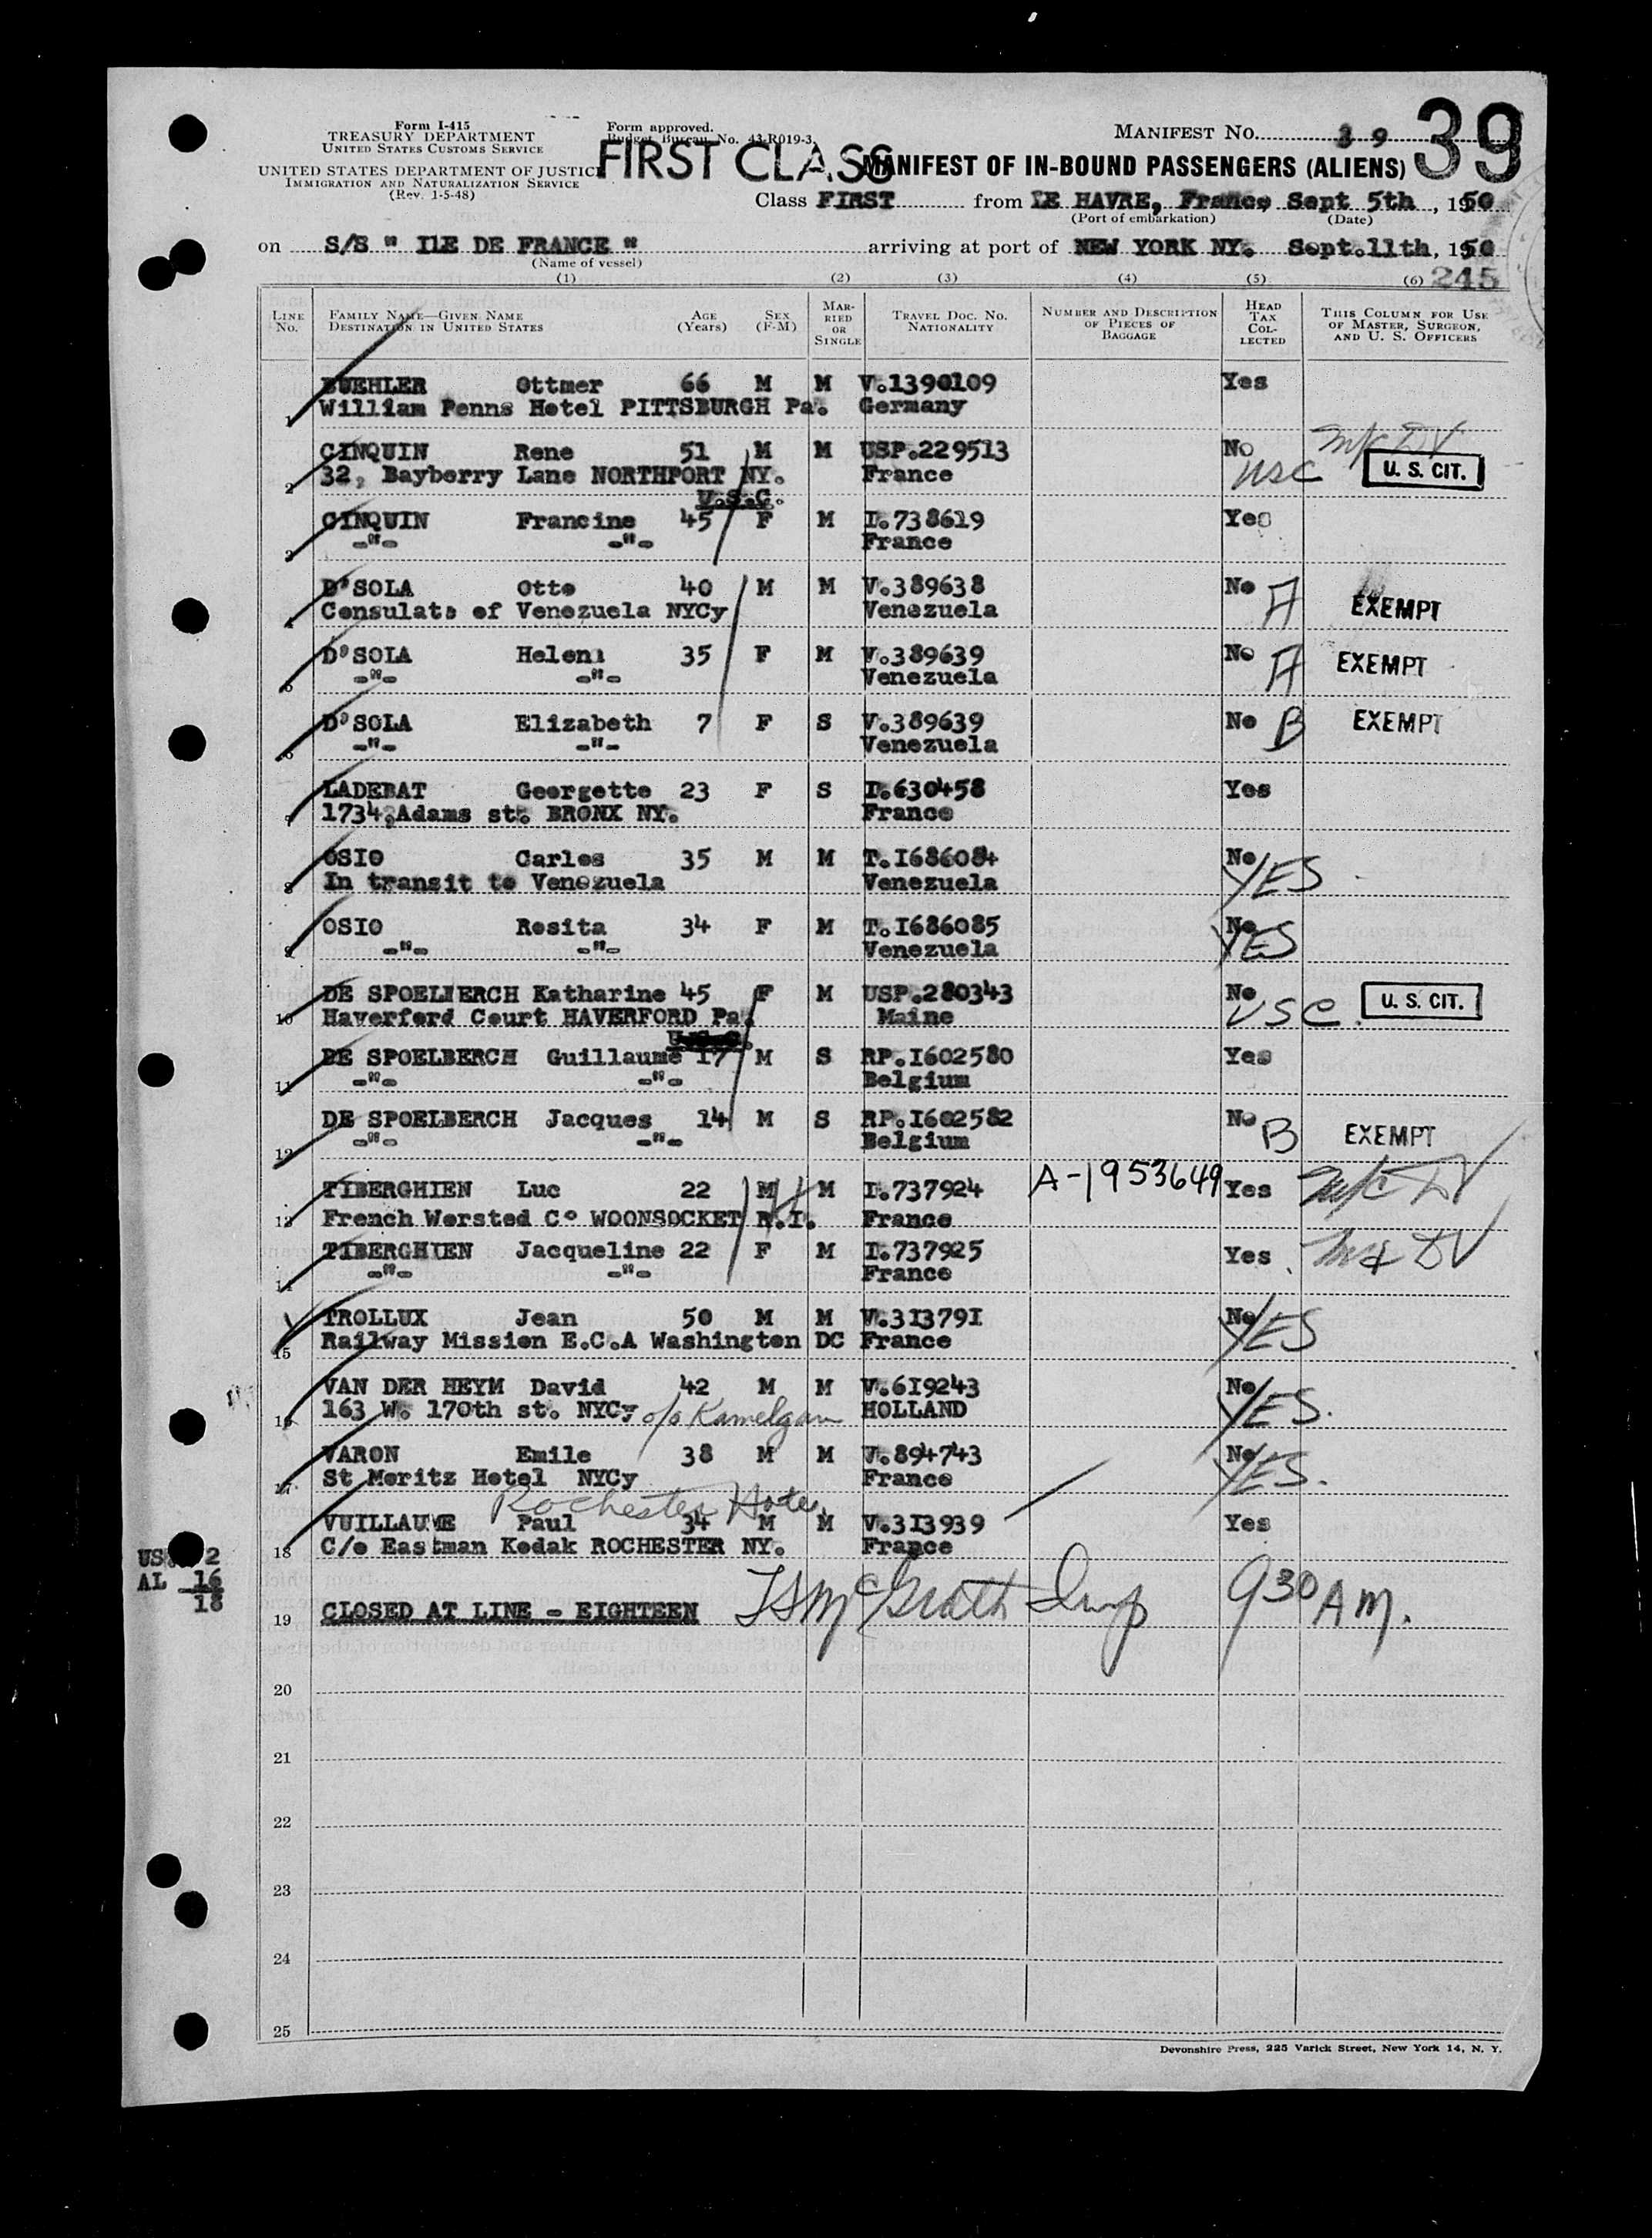 Form I-415
TREASURY DEPARTMENT
UNITED STATES CUSTOMS SERVICE
UNITED STATES DEPARTMENT OF JUSTICE
IMMIGRATION AND NATURALIZATION SERVICE
(Rev. 1-5-48)
Form approved.
Budget Bureau No. 43-R019-3.
FIRST CLASS
MANIFEST NO. 39
39
MANIFEST OF IN-BOUND PASSENGERS (ALIENS)
Class FIRST from LE HAVRE, France, Sept 5th, 1950
(Port of embarkation) (Date)
on S/S " IlE DE FRANCE " arriving at port of NEW YORK NY. Sept.11th, 1950
(Name of vessel)
(1) (2) (3) (4) (5) (6) 245
LINE NO. FAMILY NAME—GIVEN NAME DESTINATION IN UNITED STATES AGE (Years) SEX (F-M) MARRIED OR SINGLE TRAVEL DOC. NO. NATIONALITY NUMBER AND DESCRIPTION OF PIECES OF BAGGAGE HEAD TAX COLLECTED THIS COLUMN FOR USE OF MASTER, SURGEON, AND U. S. OFFICERS
BUEHLER Ottmer 66 M M V.1390109 Yes
1 William Penns Hotel PITTSBURGH Pa. Germany
CINQUIN Rene 51 M M USP.229513 No
2 32, Bayberry Lane NORTHPORT NY. France USC U. S. CIT.
U.S.C.
CINQUIN Francine 45 F M I.738619 Yes
3 -"- -"- France
D'SOLA Otto 40 M M V.389638 No A EXEMPT
4 Consulate of Venezuela NYCy Venezuela
D'SOLA Helena 35 F M V.389639 No A EXEMPT
5 -"- -"- Venezuela
D'SOLA Elizabeth 7 F S V.389639 No B EXEMPT
6 -"- -"- Venezuela
LADEBAT Georgette 23 F S I.630458 Yes
7 1734,Adams st. BRONX NY. France
OSIO Carlos 35 M M T.I686084 No YES
8 In transit to Venezuela Venezuela
OSIO Rosita 34 F M T.I686085 No YES
9 -"- -"- Venezuela
DE SPOELBERCH Katharine 45 F M USP.280343 No USC. U. S. CIT.
10 Haverford Court HAVERFORD Pa. Maine
U.S.C.
DE SPOELBERCH Guillaume 17 M S RP.I602580 Yes
11 -"- -"- Belgium
DE SPOELBERCH Jacques 14 M S RP.I602582 No B EXEMPT
12 -"- -"- Belgium
TIBERGHIEN Luc 22 M M I.737924 A-1953649 Yes
13 French Worsted Co WOONSOCKET R.I. France
TIBERGHIEN Jacqueline 22 F M I.737925 Yes
14 -"- -"- France
TROLLUX Jean 50 M M V.3I379I No YES
15 Railway Mission E.C.A Washington DC France
VAN DER HEYM David 42 M M V.6I9243 No YES.
16 163 W. 170th st. NYCy c/o Kamelgarn HOLLAND
VARON Emile 38 M M V.894743 No YES.
17 St Moritz Hotel NYCy France
Rochester Hotel
VUILLAUME Paul 34 M M V.3I3939 Yes
18 C/o Eastman Kodak ROCHESTER NY. France
US 2
AL 16
18
19 CLOSED AT LINE - EIGHTEEN McGrath Insp 930 AM.
20
21
22
23
24
25
Devonshire Press, 225 Varick Street, New York 14, N. Y.